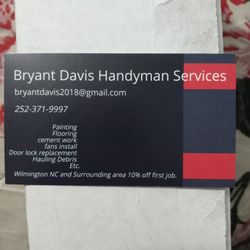 Bryant Davis Handyman Services
bryantdavis2018@gmail.com
252-371-9997
Painting
Flooring
cement work
fans install
Door lock replacement
Hauling Debris
Etc.
Wilmington NC and Surrounding area 10% off first job.